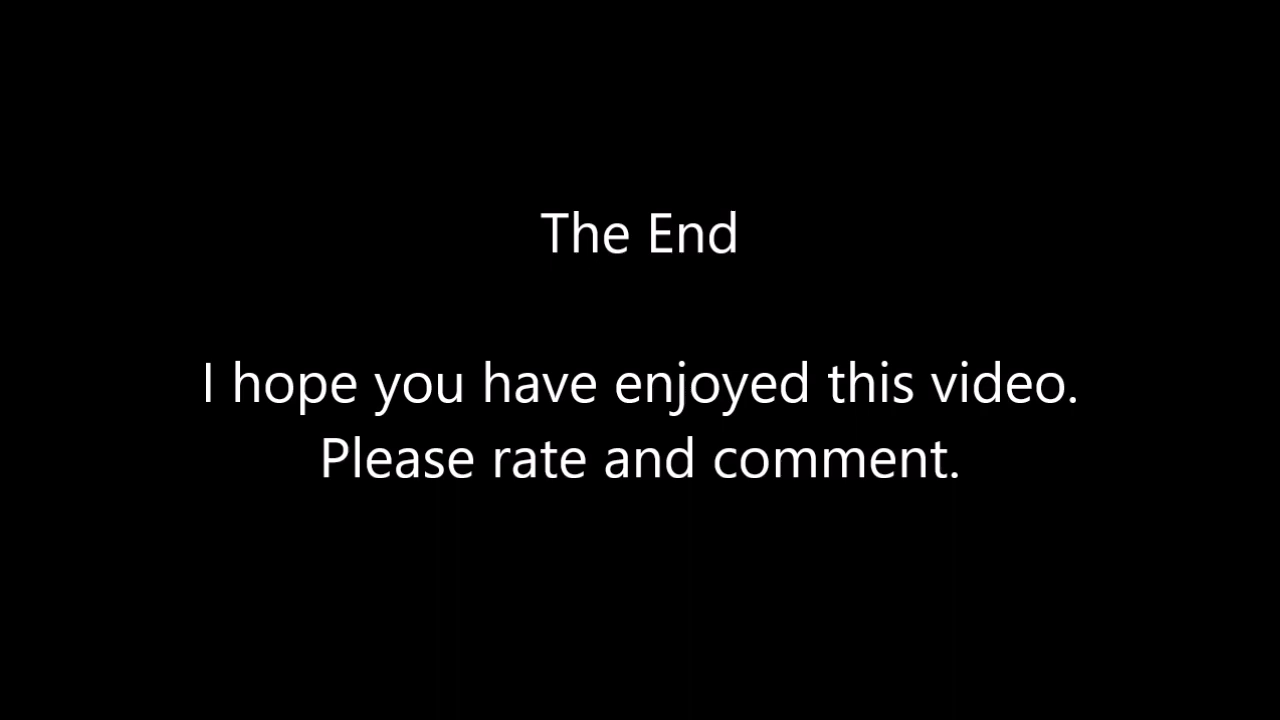 The End
I hope you have enjoyed this video.
Please rate and comment.